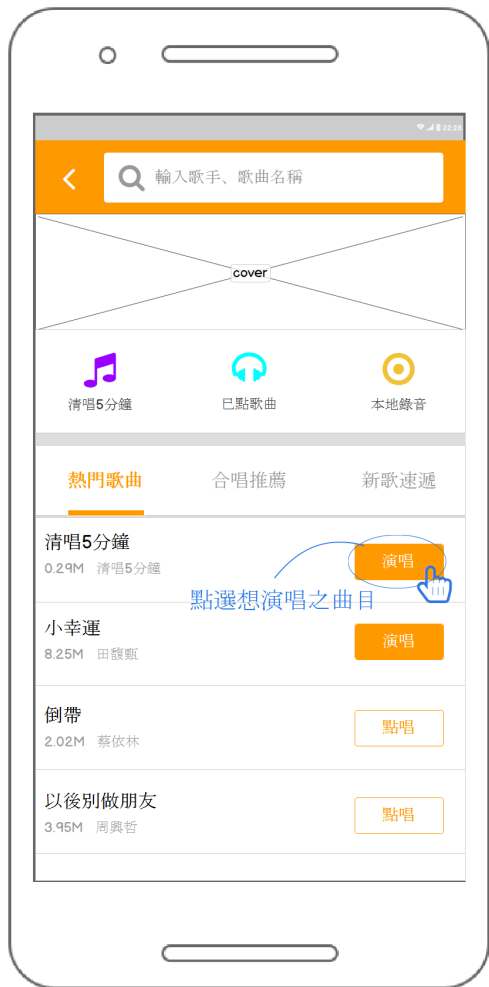 22:28
輸入歌手、歌曲名稱
cover
清唱5分鐘
已點歌曲
本地錄音
熱門歌曲
合唱推薦
新歌速遞
清唱5分鐘
0.29M 清唱5分鐘
演唱
點選想演唱之曲目
小幸運
8.25M 田馥甄
演唱
倒帶
2.02M 蔡依林
點唱
以後別做朋友
3.95M 周興哲
點唱